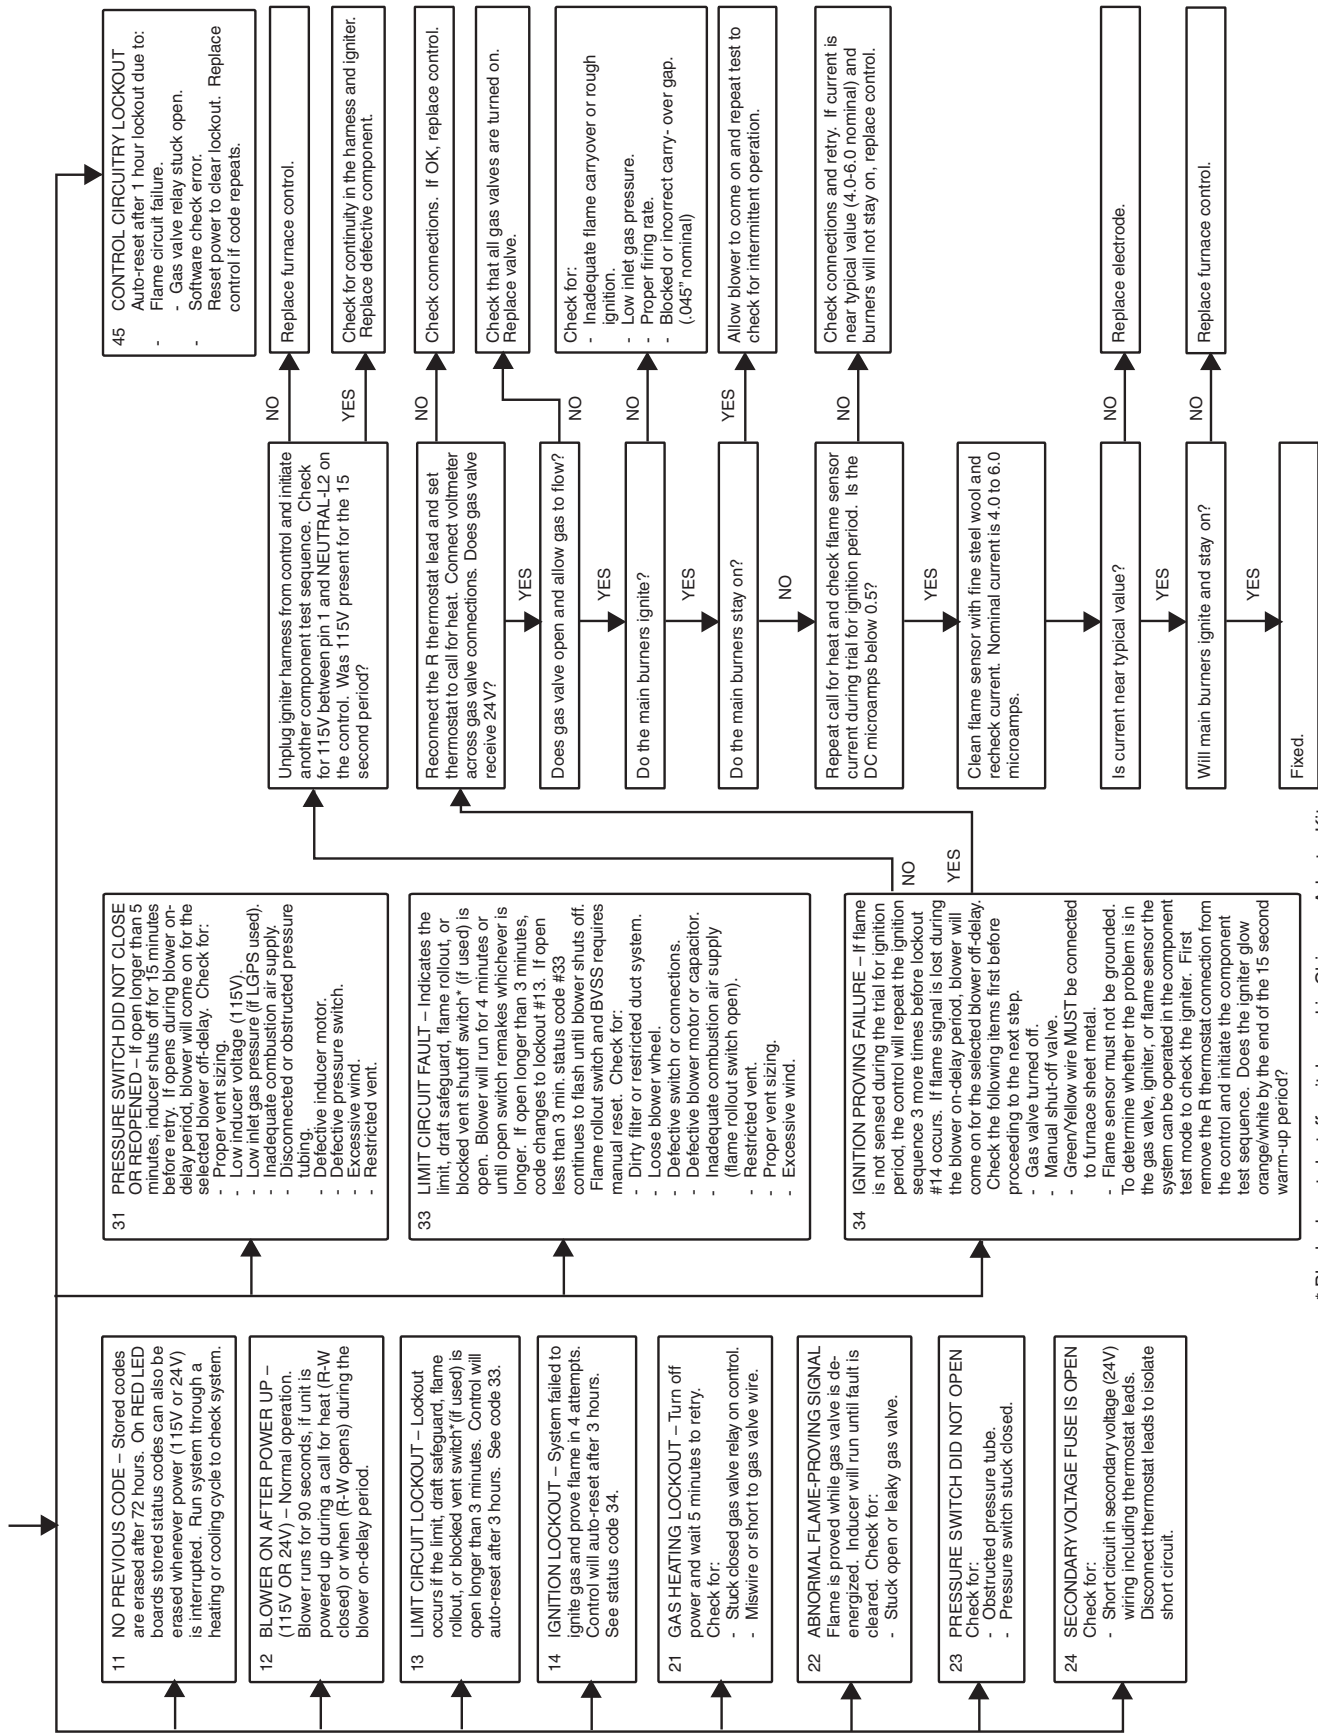 11 NO PREVIOUS CODE – Stored codes
are erased after 72 hours. On RED LED
boards stored status codes can also be
erased whenever power (115V or 24V)
is interrupted. Run system through a
heating or cooling cycle to check system.
12 BLOWER ON AFTER POWER UP –
(115V OR 24V) – Normal operation.
Blower runs for 90 seconds, if unit is
powered up during a call for heat (R-W
closed) or when (R-W opens) during the
blower on-delay period.
13 LIMIT CIRCUIT LOCKOUT – Lockout
occurs if the limit, draft safeguard, flame
rollout, or blocked vent switch*(if used) is
open longer than 3 minutes. Control will
auto-reset after 3 hours. See code 33.
14 IGNITION LOCKOUT – System failed to
ignite gas and prove flame in 4 attempts.
Control will auto-reset after 3 hours.
See status code 34.
21 GAS HEATING LOCKOUT – Turn off
power and wait 5 minutes to retry.
Check for:
- Stuck closed gas valve relay on control.
- Miswire or short to gas valve wire.
22 ABNORMAL FLAME-PROVING SIGNAL
Flame is proved while gas valve is de-
energized. Inducer will run until fault is
cleared. Check for:
- Stuck open or leaky gas valve.
23 PRESSURE SWITCH DID NOT OPEN
Check for:
- Obstructed pressure tube.
- Pressure switch stuck closed.
24 SECONDARY VOLTAGE FUSE IS OPEN
Check for:
- Short circuit in secondary voltage (24V)
wiring including thermostat leads.
Disconnect thermostat leads to isolate
short circuit.
31 PRESSURE SWITCH DID NOT CLOSE
OR REOPENED – If open longer than 5
minutes, inducer shuts off for 15 minutes
before retry. If opens during blower on-
delay period, blower will come on for the
selected blower off-delay. Check for:
- Proper vent sizing.
- Low inducer voltage (115V).
- Low inlet gas pressure (if LGPS used).
- Inadequate combustion air supply.
- Disconnected or obstructed pressure
tubing.
- Defective inducer motor.
- Defective pressure switch.
- Excessive wind.
- Restricted vent.
33 LIMIT CIRCUIT FAULT – Indicates the
limit, draft safeguard, flame rollout, or
blocked vent shutoff switch* (if used) is
open. Blower will run for 4 minutes or
until open switch remakes whichever is
longer. If open longer than 3 minutes,
code changes to lockout #13. If open
less than 3 min. status code #33
continues to flash until blower shuts off.
Flame rollout switch and BVSS requires
manual reset. Check for:
- Dirty filter or restricted duct system.
- Loose blower wheel.
- Defective switch or connections.
- Defective blower motor or capacitor.
- Inadequate combustion air supply
(flame rollout switch open).
- Restricted vent.
- Proper vent sizing.
- Excessive wind.
34 IGNITION PROVING FAILURE – If flame
is not sensed during the trial for ignition
period, the control will repeat the ignition
sequence 3 more times before lockout
#14 occurs. If flame signal is lost during
the blower on-delay period, blower will
come on for the selected blower off-delay.
Check the following items first before
proceeding to the next step.
- Gas valve turned off.
- Manual shut-off valve.
- Green/Yellow wire MUST be connected
to furnace sheet metal.
- Flame sensor must not be grounded.
To determine whether the problem is in
the gas valve, igniter, or flame sensor the
system can be operated in the component
test mode to check the igniter. First
remove the R thermostat connection from
the control and initiate the component
test sequence. Does the igniter glow
orange/white by the end of the 15 second
warm-up period?
NO
YES
Unplug igniter harness from control and initiate
another component test sequence. Check
for 115V between pin 1 and NEUTRAL-L2 on
the control. Was 115V present for the 15
second period?
NO
YES
Reconnect the R thermostat lead and set
thermostat to call for heat. Connect voltmeter
across gas valve connections. Does gas valve
receive 24V?
NO
YES
Does gas valve open and allow gas to flow?
NO
YES
Do the main burners ignite?
NO
YES
Do the main burners stay on?
YES
NO
Repeat call for heat and check flame sensor
current during trial for ignition period. Is the
DC microamps below 0.5?
NO
YES
Clean flame sensor with fine steel wool and
recheck current. Nominal current is 4.0 to 6.0
microamps.
Is current near typical value?
NO
YES
Will main burners ignite and stay on?
NO
YES
Fixed.
45 CONTROL CIRCUITRY LOCKOUT
Auto-reset after 1 hour lockout due to:
- Flame circuit failure.
- Gas valve relay stuck open.
- Software check error.
Reset power to clear lockout. Replace
control if code repeats.
Replace furnace control.
Check for continuity in the harness and igniter.
Replace defective component.
Check connections. If OK, replace control.
Check that all gas valves are turned on.
Replace valve.
Check for:
- Inadequate flame carryover or rough
ignition.
- Low inlet gas pressure.
- Proper firing rate.
- Blocked or incorrect carry- over gap.
(.045" nominal)
Allow blower to come on and repeat test to
check for intermittent operation.
Check connections and retry. If current is
near typical value (4.0-6.0 nominal) and
burners will not stay on, replace control.
Replace electrode.
Replace furnace control.